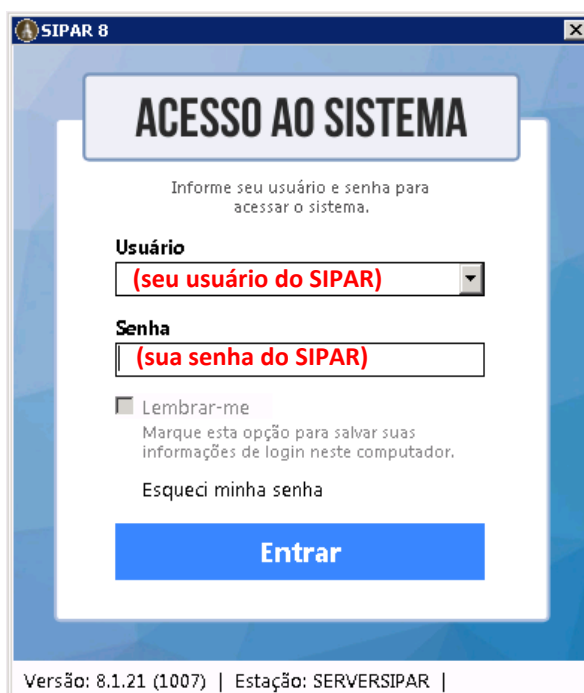 SIPAR 8
ACESSO AO SISTEMA
Informe seu usuário e senha para
acessar o sistema.
Usuário
(seu usuário do SIPAR)
Senha
(sua senha do SIPAR)
Lembrar-me
Marque esta opção para salvar suas
informações de login neste computador.
Esqueci minha senha
Entrar
Versão: 8.1.21 (1007) | Estação: SERVERSIPAR |